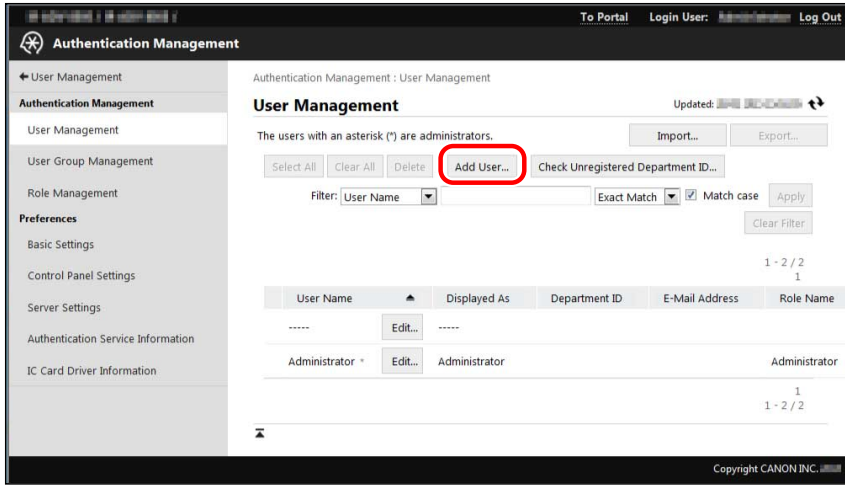 To Portal Login User: Log Out
Authentication Management
User Management
Authentication Management : User Management
Authentication Management
User Management
Updated:
User Management
The users with an asterisk (*) are administrators.
Import... Export...
User Group Management
Select All Clear All Delete Add User... Check Unregistered Department ID...
Role Management
Filter: User Name Exact Match Match case Apply
Preferences
Clear Filter
Basic Settings
1 - 2 / 2
Control Panel Settings
1
User Name Displayed As Department ID E-Mail Address Role Name
Server Settings
----- Edit... -----
Authentication Service Information
Administrator * Edit... Administrator Administrator
IC Card Driver Information
1
1 - 2 / 2
Copyright CANON INC.